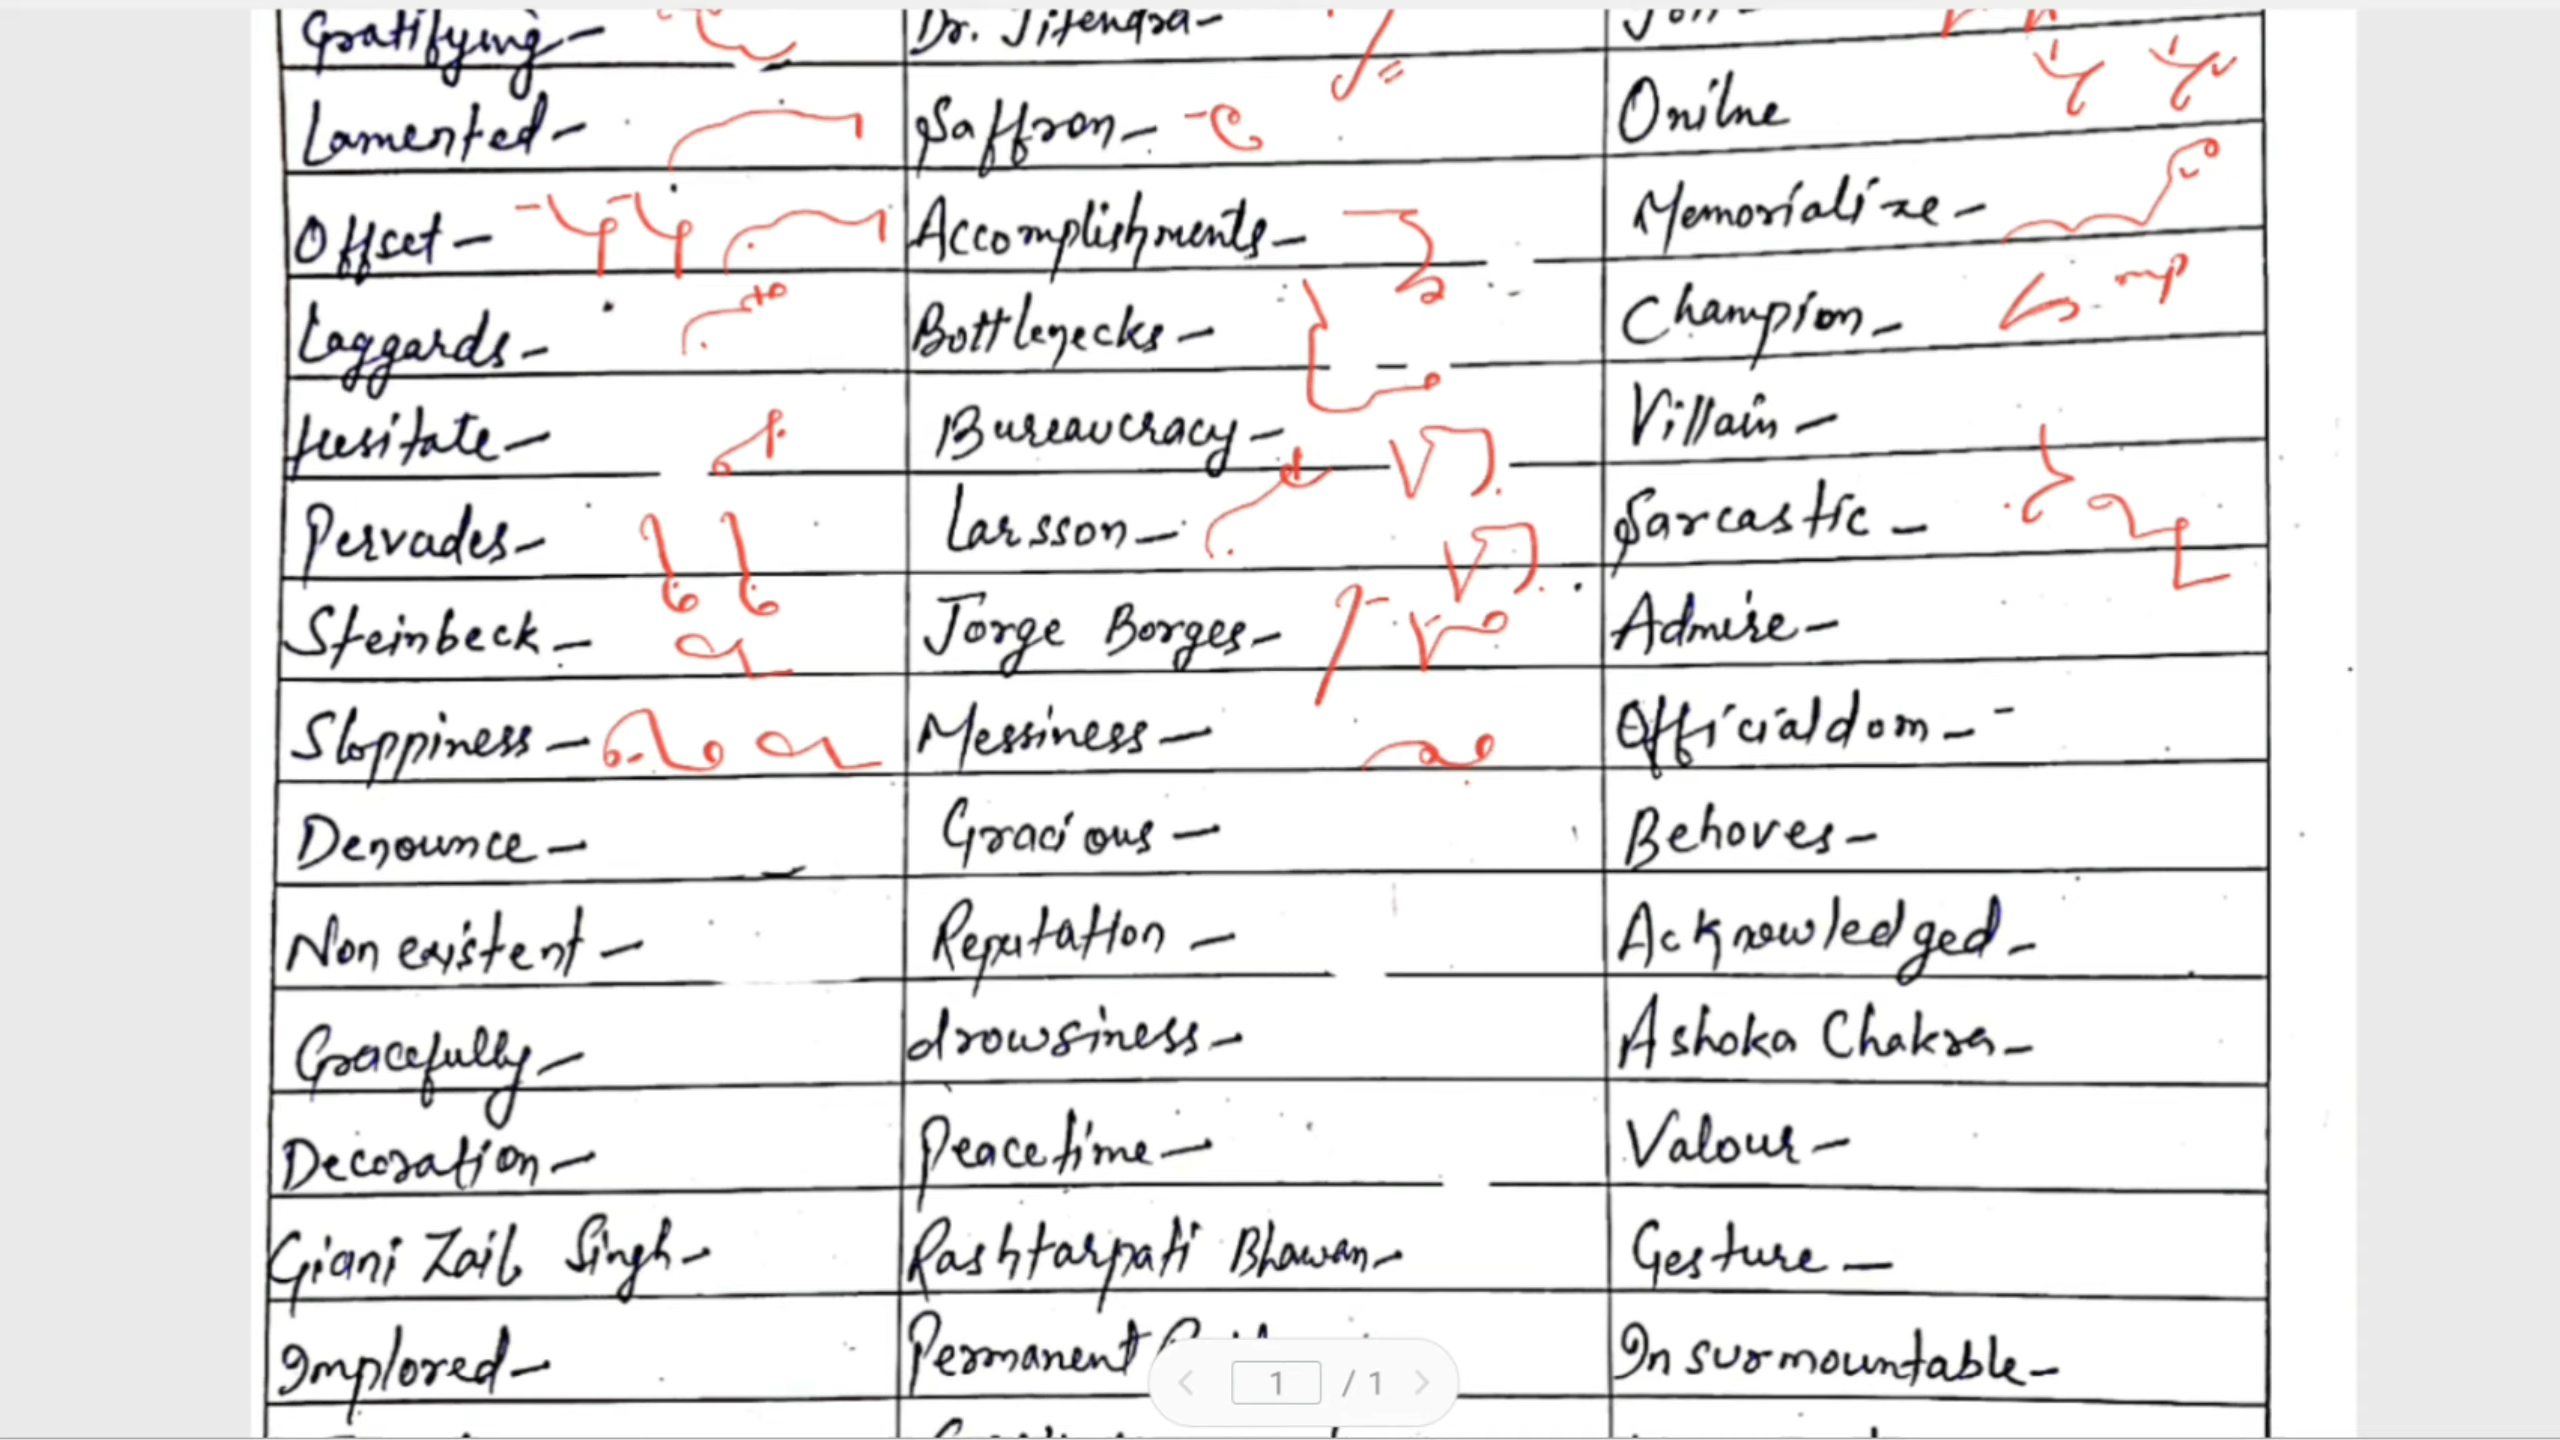 Gratifying - Dr. Jitendra -
Lamented - Saffron - Onilne
Offset - Accomplishments - Memorialize -
Laggards - Bottlenecks - Champion -
Hesitate - Bureaucracy - Villain -
Pervades - Larsson - Sarcastic -
Steinbeck - Jorge Borges - Admire -
Sloppiness - Messiness - Officialdom -
Denounce - Gracious - Behoves -
Non existent - Reputation - Acknowledged -
Gracefully - drowsiness - Ashoka Chakra -
Decoration - Peacetime - Valour -
Giani Zail Singh - Rashtarpati Bhawan - Gesture -
Implored - Permanent Insurmountable -
1 / 1